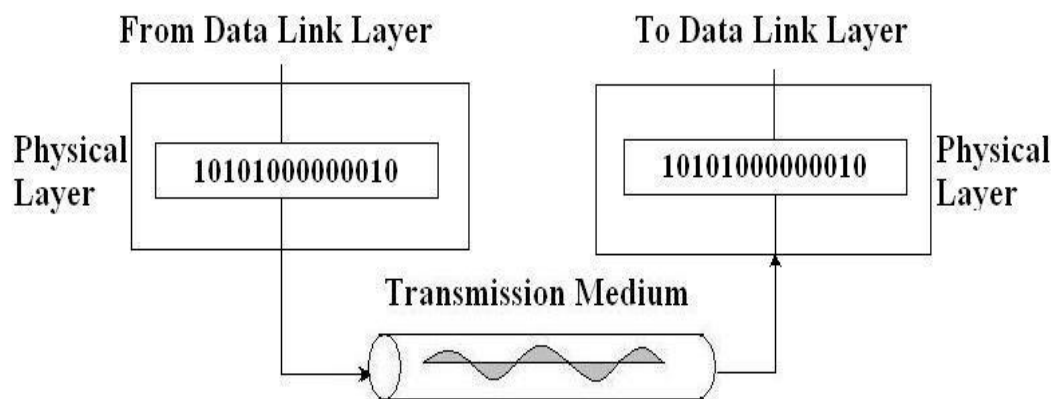 From Data Link Layer
To Data Link Layer
Physical
Layer
10101000000010
10101000000010
Physical
Layer
Transmission Medium